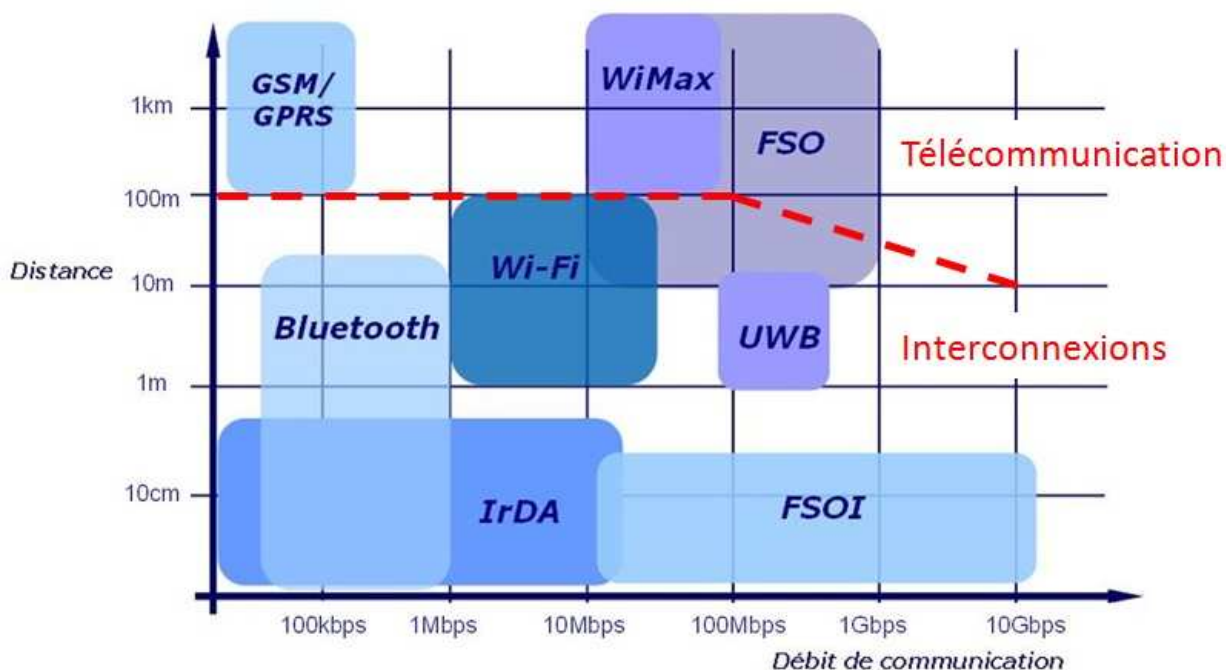 GSM/
GPRS
WiMax
1km
FSO
Télécommunication
100m
Distance
Wi-Fi
10m
Bluetooth
UWB
Interconnexions
1m
10cm
IrDA
FSOI
100kbps 1Mbps 10Mbps 100Mbps 1Gbps 10Gbps
Débit de communication